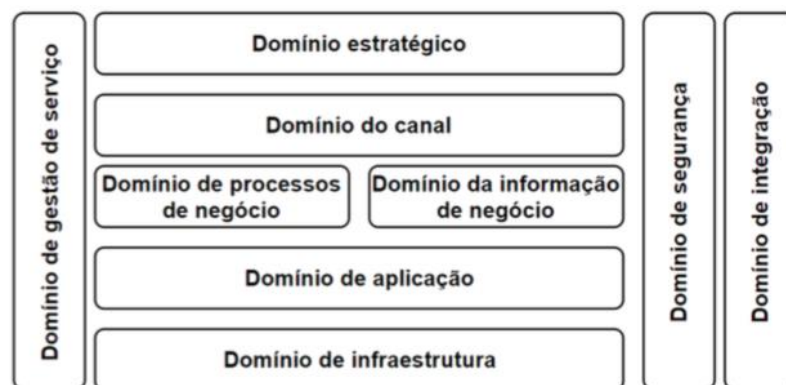 Domínio de gestão de serviço
Domínio estratégico
Domínio do canal
Domínio de processos
de negócio
Domínio da informação
de negócio
Domínio de aplicação
Domínio de infraestrutura
Domínio de segurança
Domínio de integração